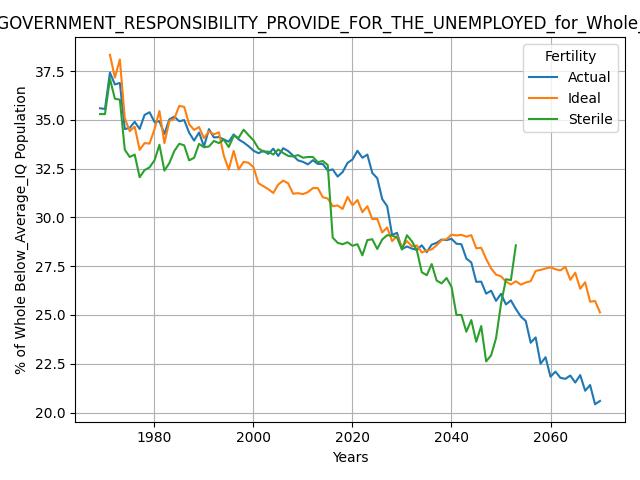 GOVERNMENT_RESPONSIBILITY_PROVIDE_FOR_THE_UNEMPLOYED_for_Whole_
% of Whole Below_Average_IQ Population
37.5
35.0
32.5
30.0
27.5
25.0
22.5
20.0
Fertility
Actual
Ideal
Sterile
1980
2000
2020
2040
2060
Years